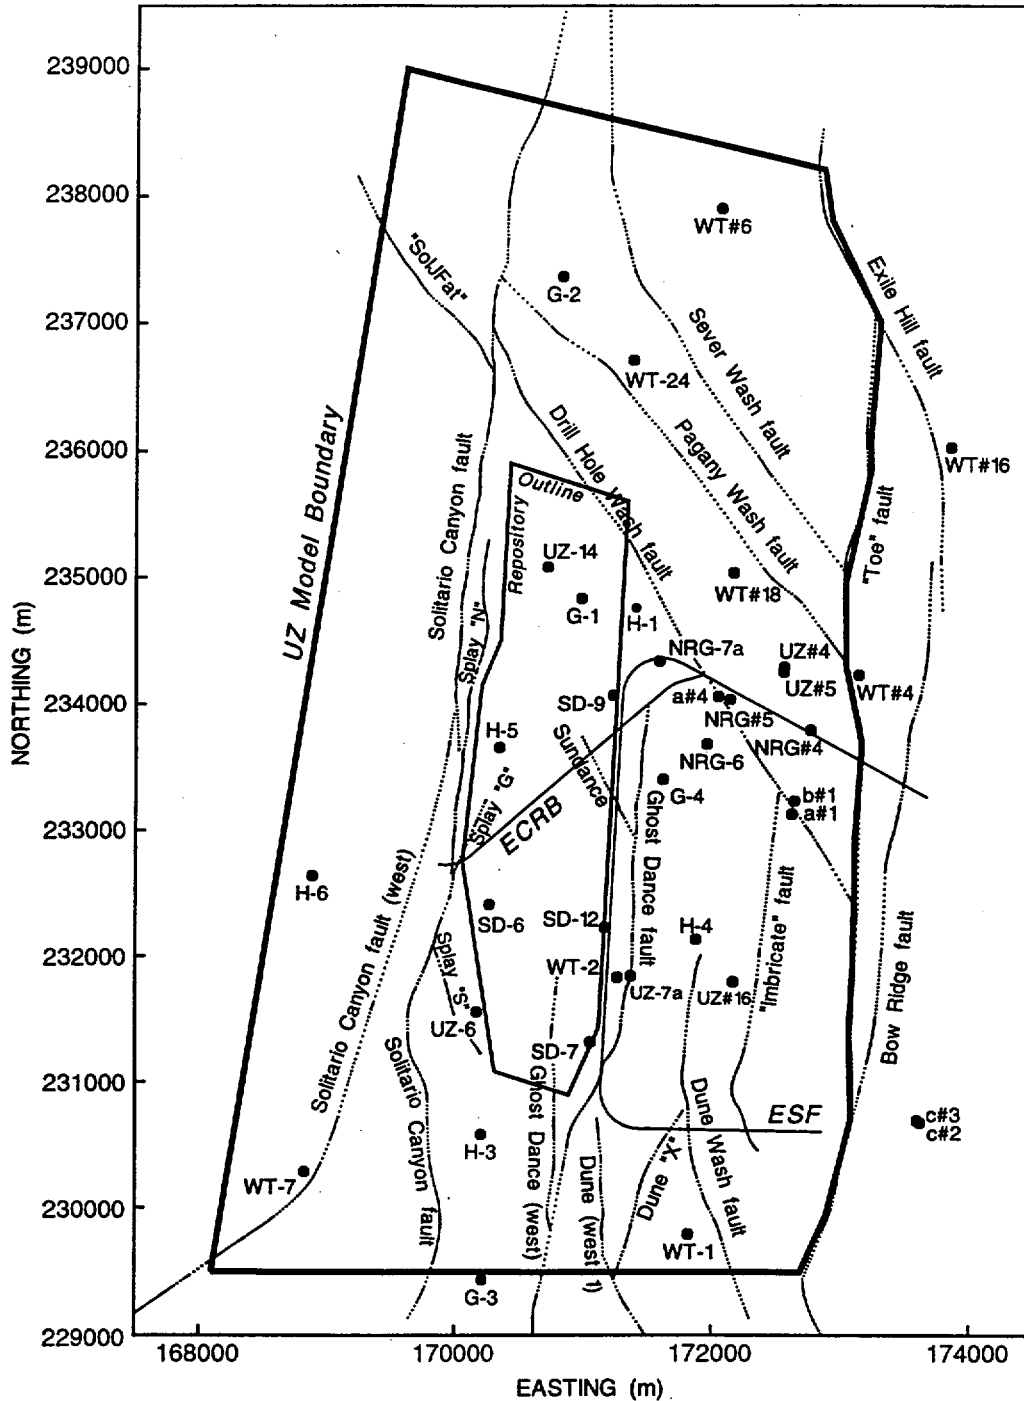 239000
238000
237000
236000
235000
234000
233000
232000
231000
230000
229000
NORTHING (m)
168000
170000
172000
174000
EASTING (m)
WT#6
"Sol/Fat"
G-2
Exile Hill fault
Sever Wash fault
WT-24
UZ Model Boundary
Drill Hole Wash fault
Pagany Wash fault
WT#16
Solitario Canyon fault
Outline
Repository
"Toe" fault
UZ-14
WT#18
G-1
H-1
Splay "N"
NRG-7a
UZ#4
UZ#5
WT#4
SD-9
a#4
NRG#5
NRG#4
H-5
Sundance
NRG-6
Splay "G"
G-4
ECRB
b#1
a#1
Ghost Dance fault
H-6
Solitario Canyon fault (west)
SD-6
SD-12
H-4
"Imbricate" fault
Bow Ridge fault
Splay "S"
WT-2
UZ-7a
UZ#16
UZ-6
SD-7
Solitario Canyon fault
Ghost Dance (west)
Dune Wash fault
ESF
c#3
c#2
H-3
Dune (west 1)
Dune "X"
WT-7
WT-1
G-3